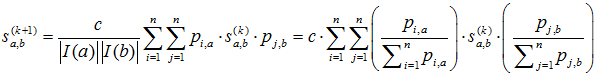 s_{a,b}^{(k+1)} = \frac{c}{|I(a)||I(b)|} \sum_{i=1}^{n} \sum_{j=1}^{n} p_{i,a} \cdot s_{a,b}^{(k)} \cdot p_{j,b} = c \cdot \sum_{i=1}^{n} \sum_{j=1}^{n} \left( \frac{p_{i,a}}{\sum_{i=1}^{n} p_{i,a}} \right) \cdot s_{a,b}^{(k)} \cdot \left( \frac{p_{j,b}}{\sum_{j=1}^{n} p_{j,b}} \right)